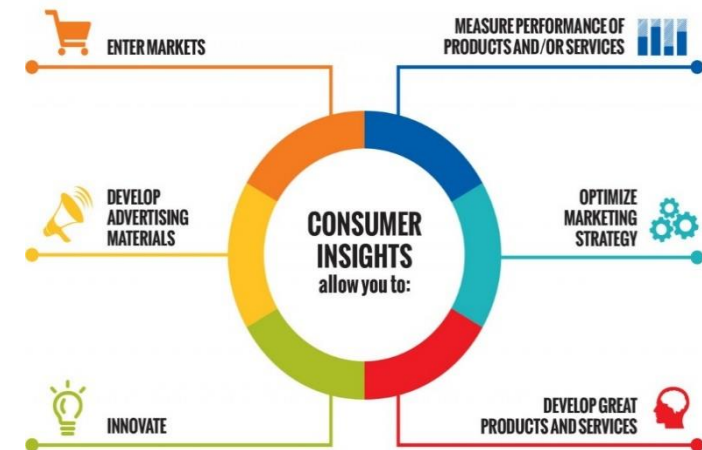 ENTER MARKETS
MEASURE PERFORMANCE OF
PRODUCTS AND/OR SERVICES
DEVELOP
ADVERTISING
MATERIALS
CONSUMER
INSIGHTS
allow you to:
OPTIMIZE
MARKETING
STRATEGY
INNOVATE
DEVELOP GREAT
PRODUCTS AND SERVICES